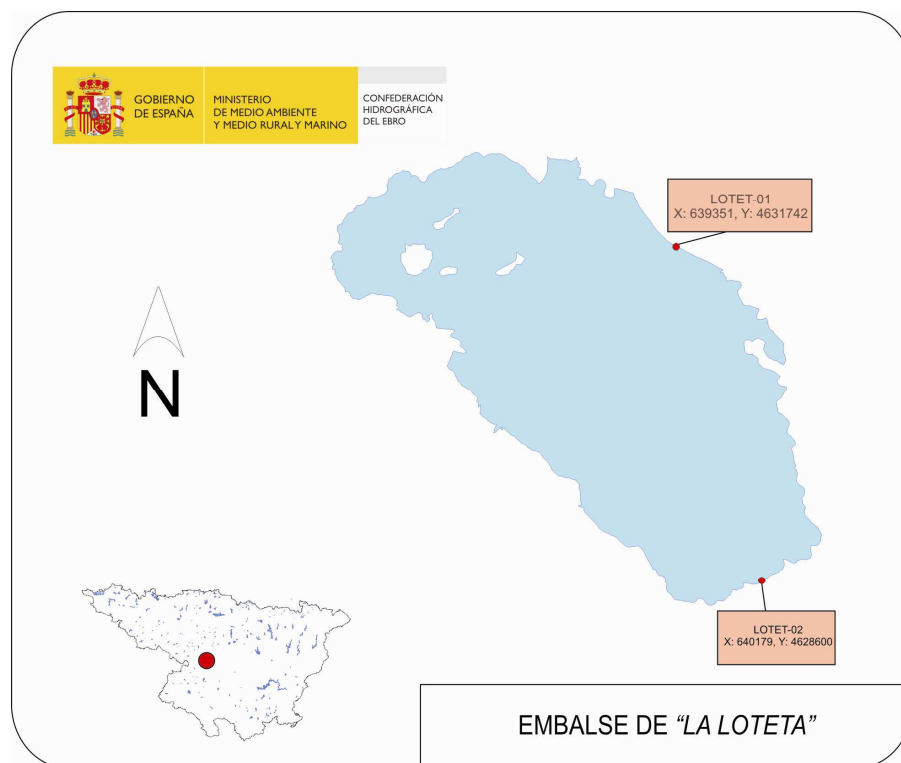 GOBIERNO
DE ESPAÑA
MINISTERIO
DE MEDIO AMBIENTE
Y MEDIO RURAL Y MARINO
CONFEDERACIÓN
HIDROGRÁFICA
DEL EBRO
LOTET-01
X: 639351, Y: 4631742
N
LOTET-02
X: 640179, Y: 4628600
EMBALSE DE "LA LOTETA"